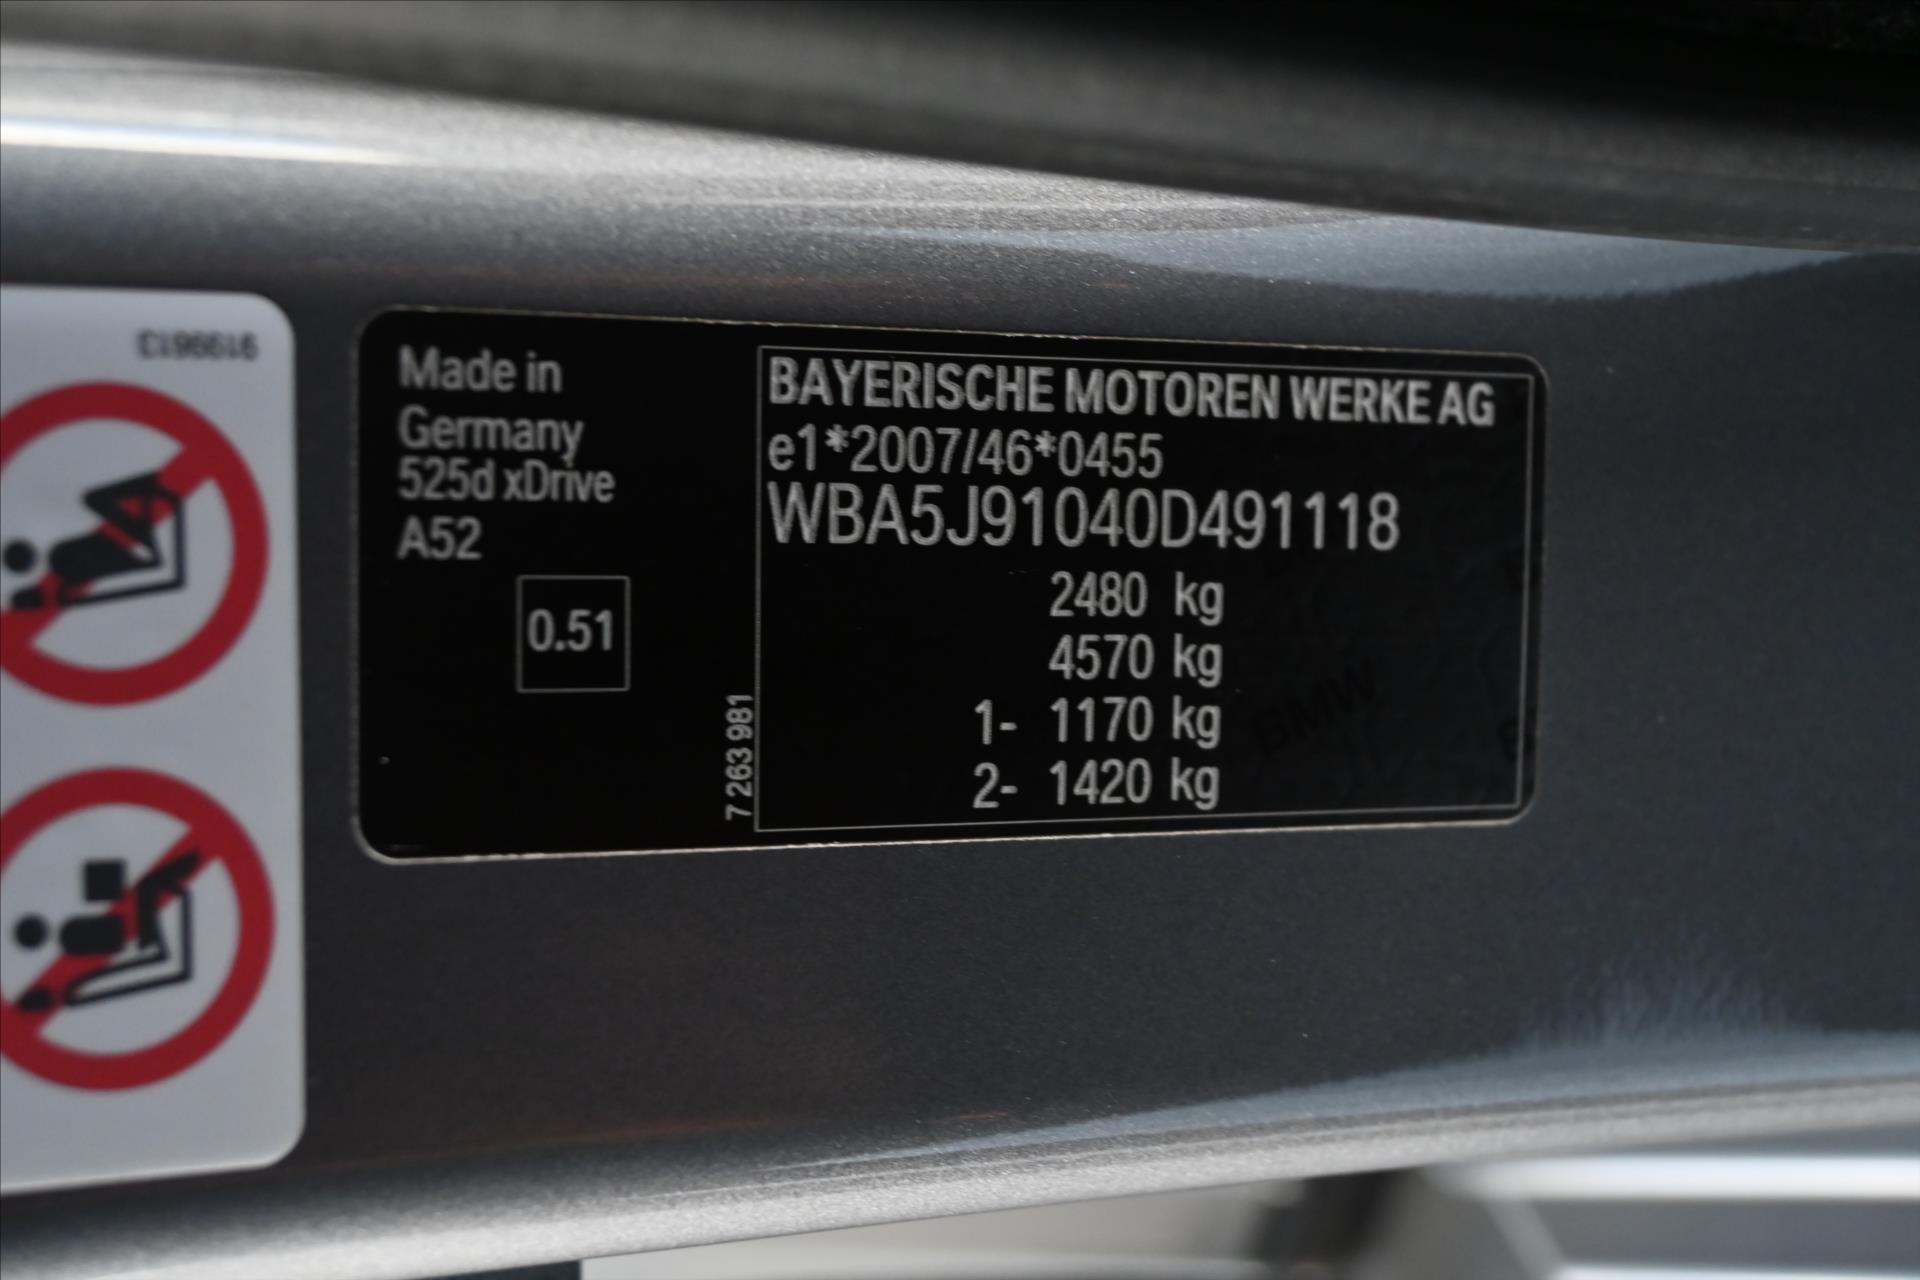 9199613
Made in
Germany
525d xDrive
A52
0.51
7 263 981
BAYERISCHE MOTOREN WERKE AG
e1*2007/46*0455
WBA5J91040D491118
2480 kg
4570 kg
1- 1170 kg
2- 1420 kg
BMW